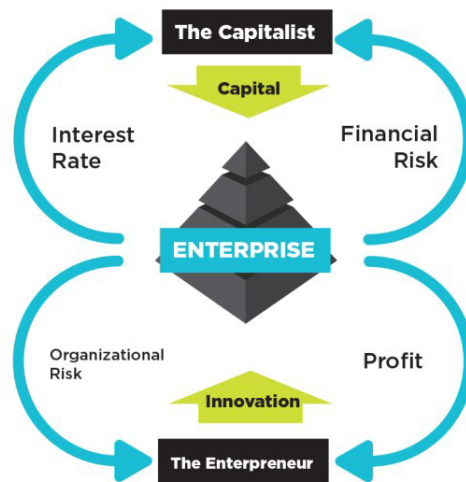 The Capitalist
Capital
Interest
Rate
Financial
Risk
ENTERPRISE
Organizational
Risk
Profit
Innovation
The Enterpreneur